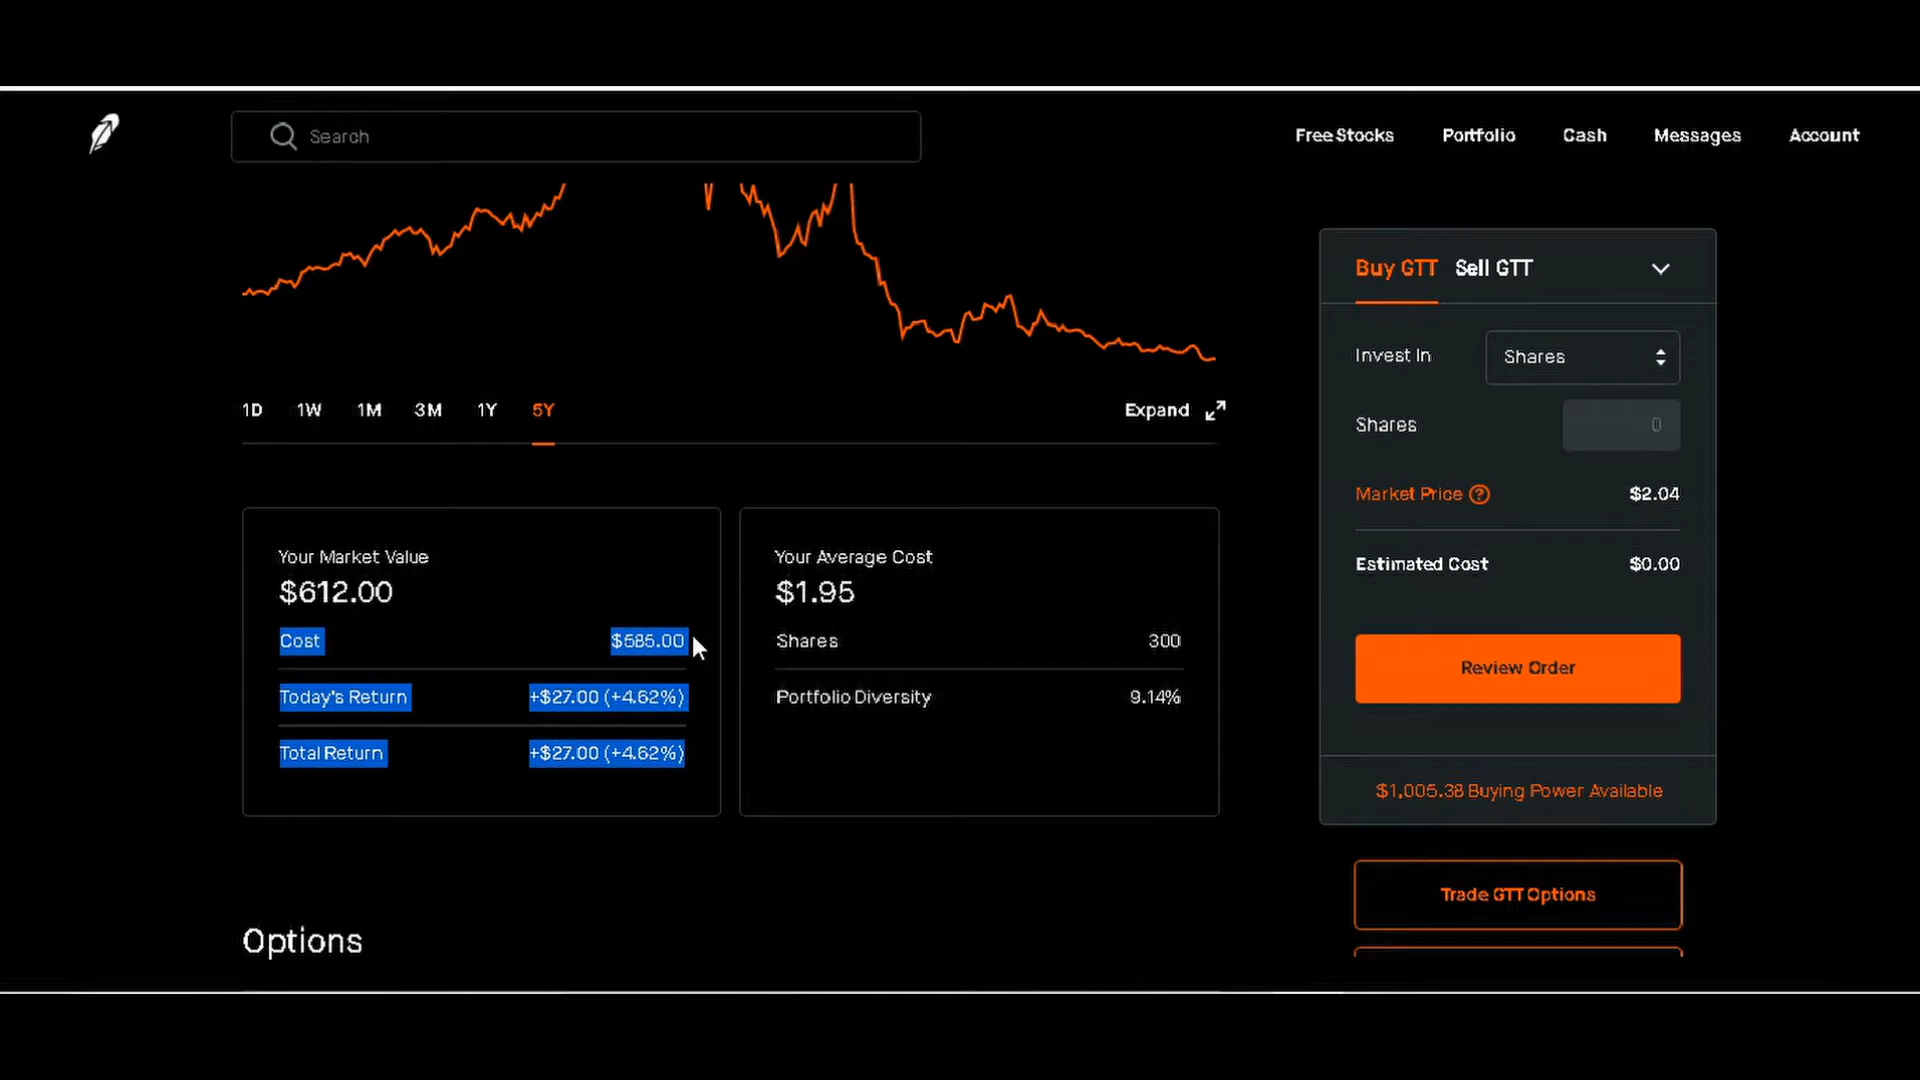 Search
Free Stocks Portfolio Cash Messages Account
1D 1W 1M 3M 1Y 5Y Expand
Your Market Value
$612.00
Cost $585.00
Today's Return +$27.00 (+4.62%)
Total Return +$27.00 (+4.62%)
Your Average Cost
$1.95
Shares 300
Portfolio Diversity 9.14%
Buy GTT Sell GTT
Invest In Shares
Shares 0
Market Price ? $2.04
Estimated Cost $0.00
Review Order
$1,005.38 Buying Power Available
Trade GTT Options
Options